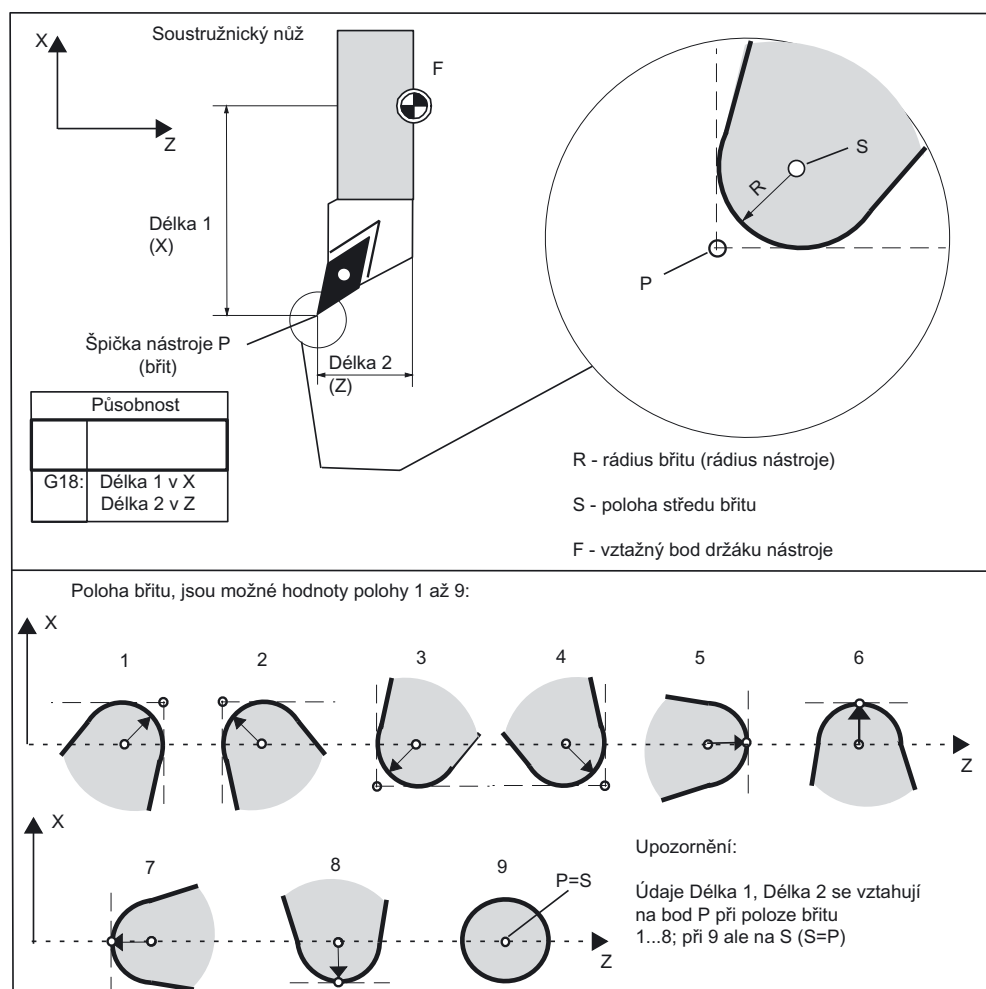 X
Soustružnický nůž
F
Z
S
R
Délka 1
(X)
P
Špička nástroje P
(břit)
Délka 2
(Z)
Působnost
G18: Délka 1 v X
Délka 2 v Z
R - rádius břitu (rádius nástroje)
S - poloha středu břitu
F - vztažný bod držáku nástroje
Poloha břitu, jsou možné hodnoty polohy 1 až 9:
X
1 2 3 4 5 6
Z
X
7 8 9
P=S
Z
Upozornění:
Údaje Délka 1, Délka 2 se vztahují
na bod P při poloze břitu
1...8; při 9 ale na S (S=P)